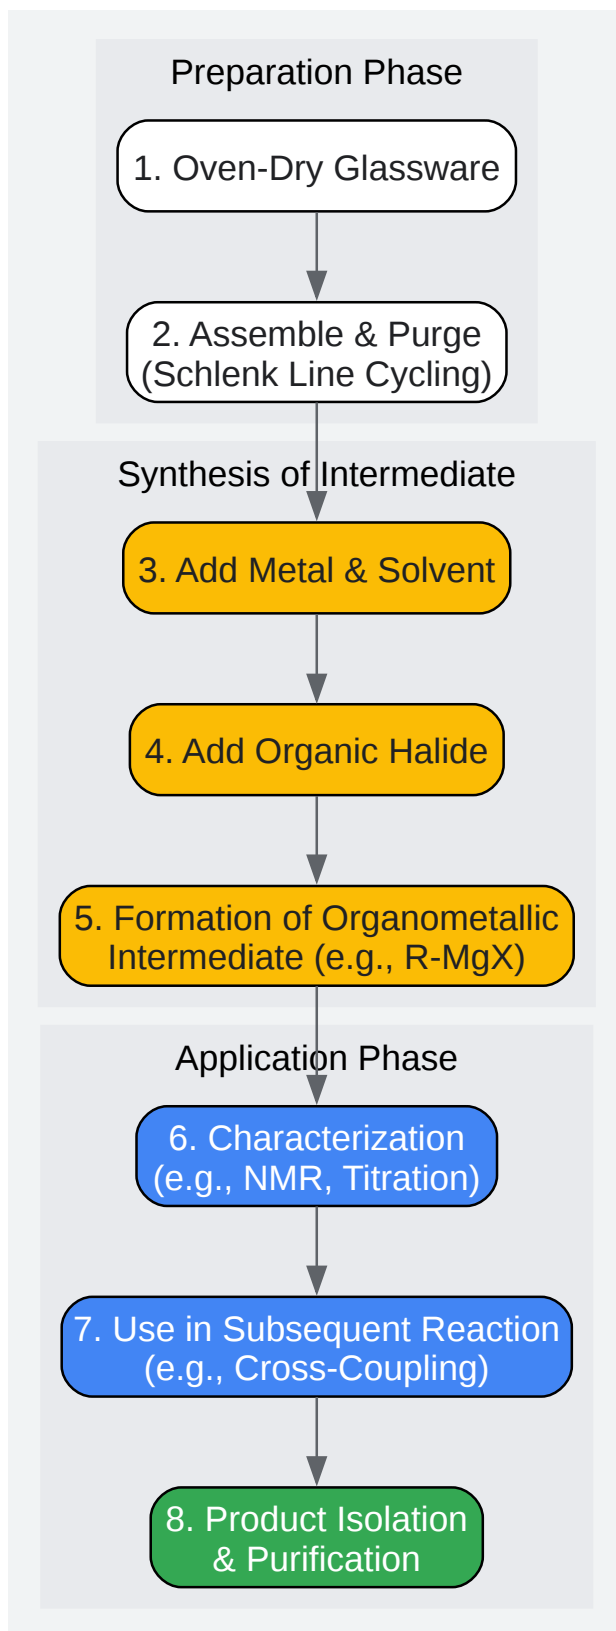 Preparation Phase
1. Oven-Dry Glassware
2. Assemble & Purge
(Schlenk Line Cycling)
Synthesis of Intermediate
3. Add Metal & Solvent
4. Add Organic Halide
5. Formation of Organometallic
Intermediate (e.g., R-MgX)
Application Phase
6. Characterization
(e.g., NMR, Titration)
7. Use in Subsequent Reaction
(e.g., Cross-Coupling)
8. Product Isolation
& Purification